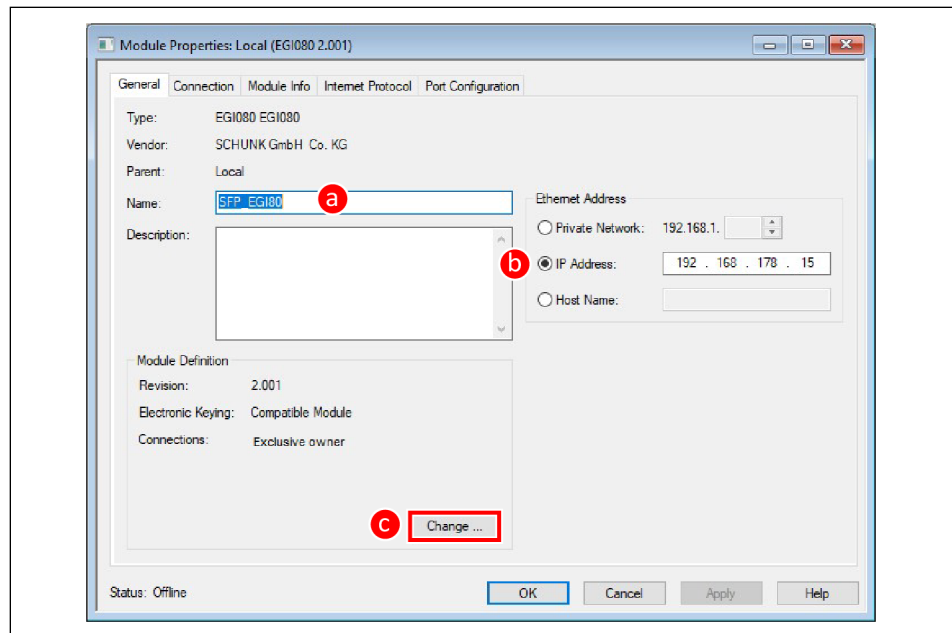 Module Properties: Local (EGI080 2.001)
General Connection Module Info Internet Protocol Port Configuration
Type: EGI080 EGI080
Vendor: SCHUNK GmbH Co. KG
Parent: Local
Name: SFP_EGI80 a
Description:
Ethernet Address
Private Network: 192.168.1.
b IP Address: 192 . 168 . 178 . 15
Host Name:
Module Definition
Revision: 2.001
Electronic Keying: Compatible Module
Connections: Exclusive owner
c Change ...
Status: Offline OK Cancel Apply Help